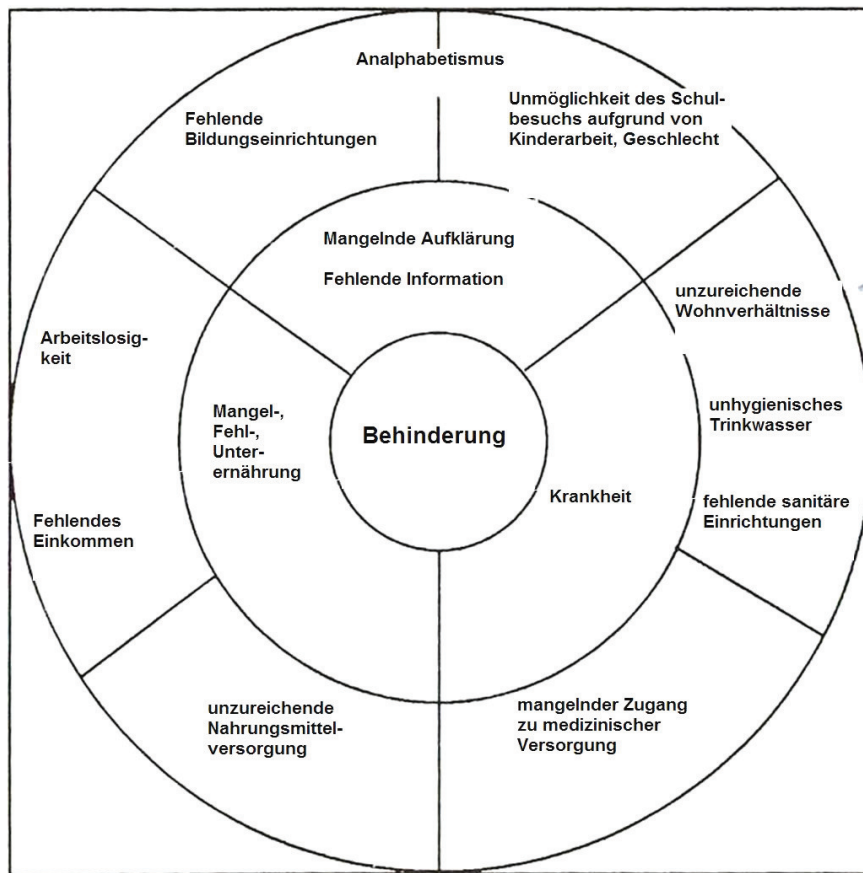 Analphabetismus
Fehlende
Bildungseinrichtungen
Unmöglichkeit des Schul-
besuchs aufgrund von
Kinderarbeit, Geschlecht
Mangelnde Aufklärung
Fehlende Information
unzureichende
Wohnverhältnisse
Arbeitslosig-
keit
Mangel-,
Fehl-,
Unter-
ernährung
Behinderung
unhygienisches
Trinkwasser
Krankheit
fehlende sanitäre
Einrichtungen
Fehlendes
Einkommen
unzureichende
Nahrungsmittel-
versorgung
mangelnder Zugang
zu medizinischer
Versorgung